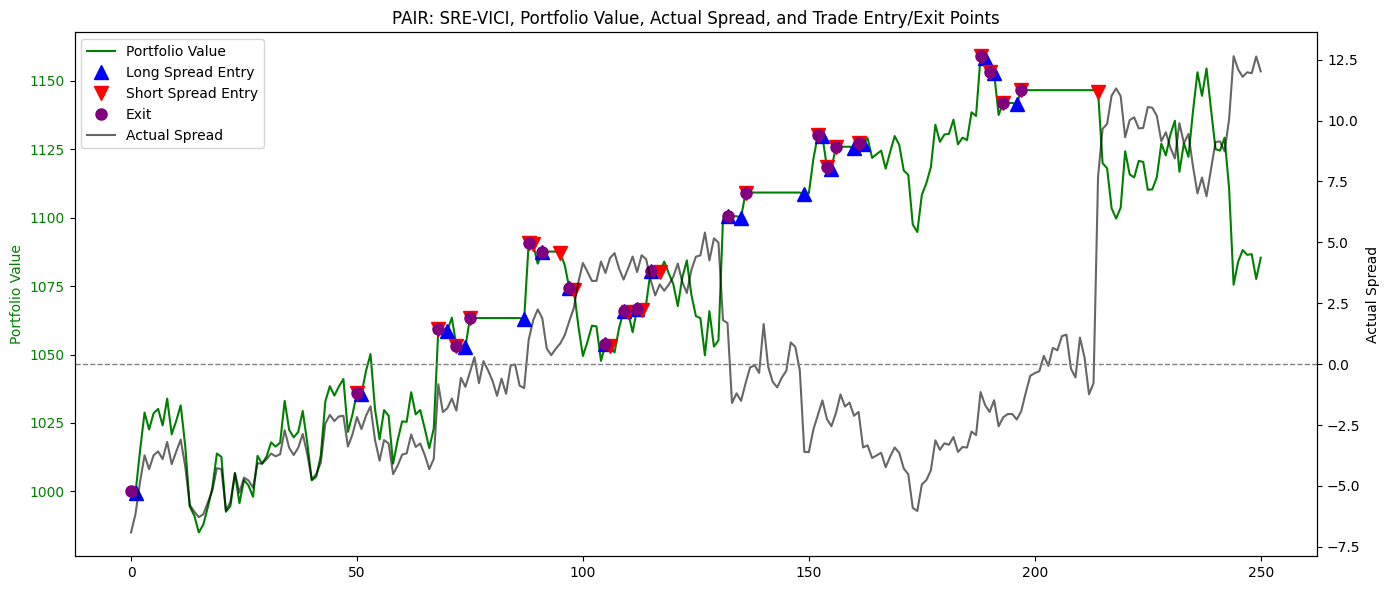 PAIR: SRE-VICI, Portfolio Value, Actual Spread, and Trade Entry/Exit Points
Portfolio Value
Long Spread Entry
Short Spread Entry
Exit
Actual Spread
Portfolio Value
1150
1125
1100
1075
1050
1025
1000
12.5
10.0
7.5
5.0
2.5
0.0
−2.5
−5.0
−7.5
Actual Spread
0
50
100
150
200
250